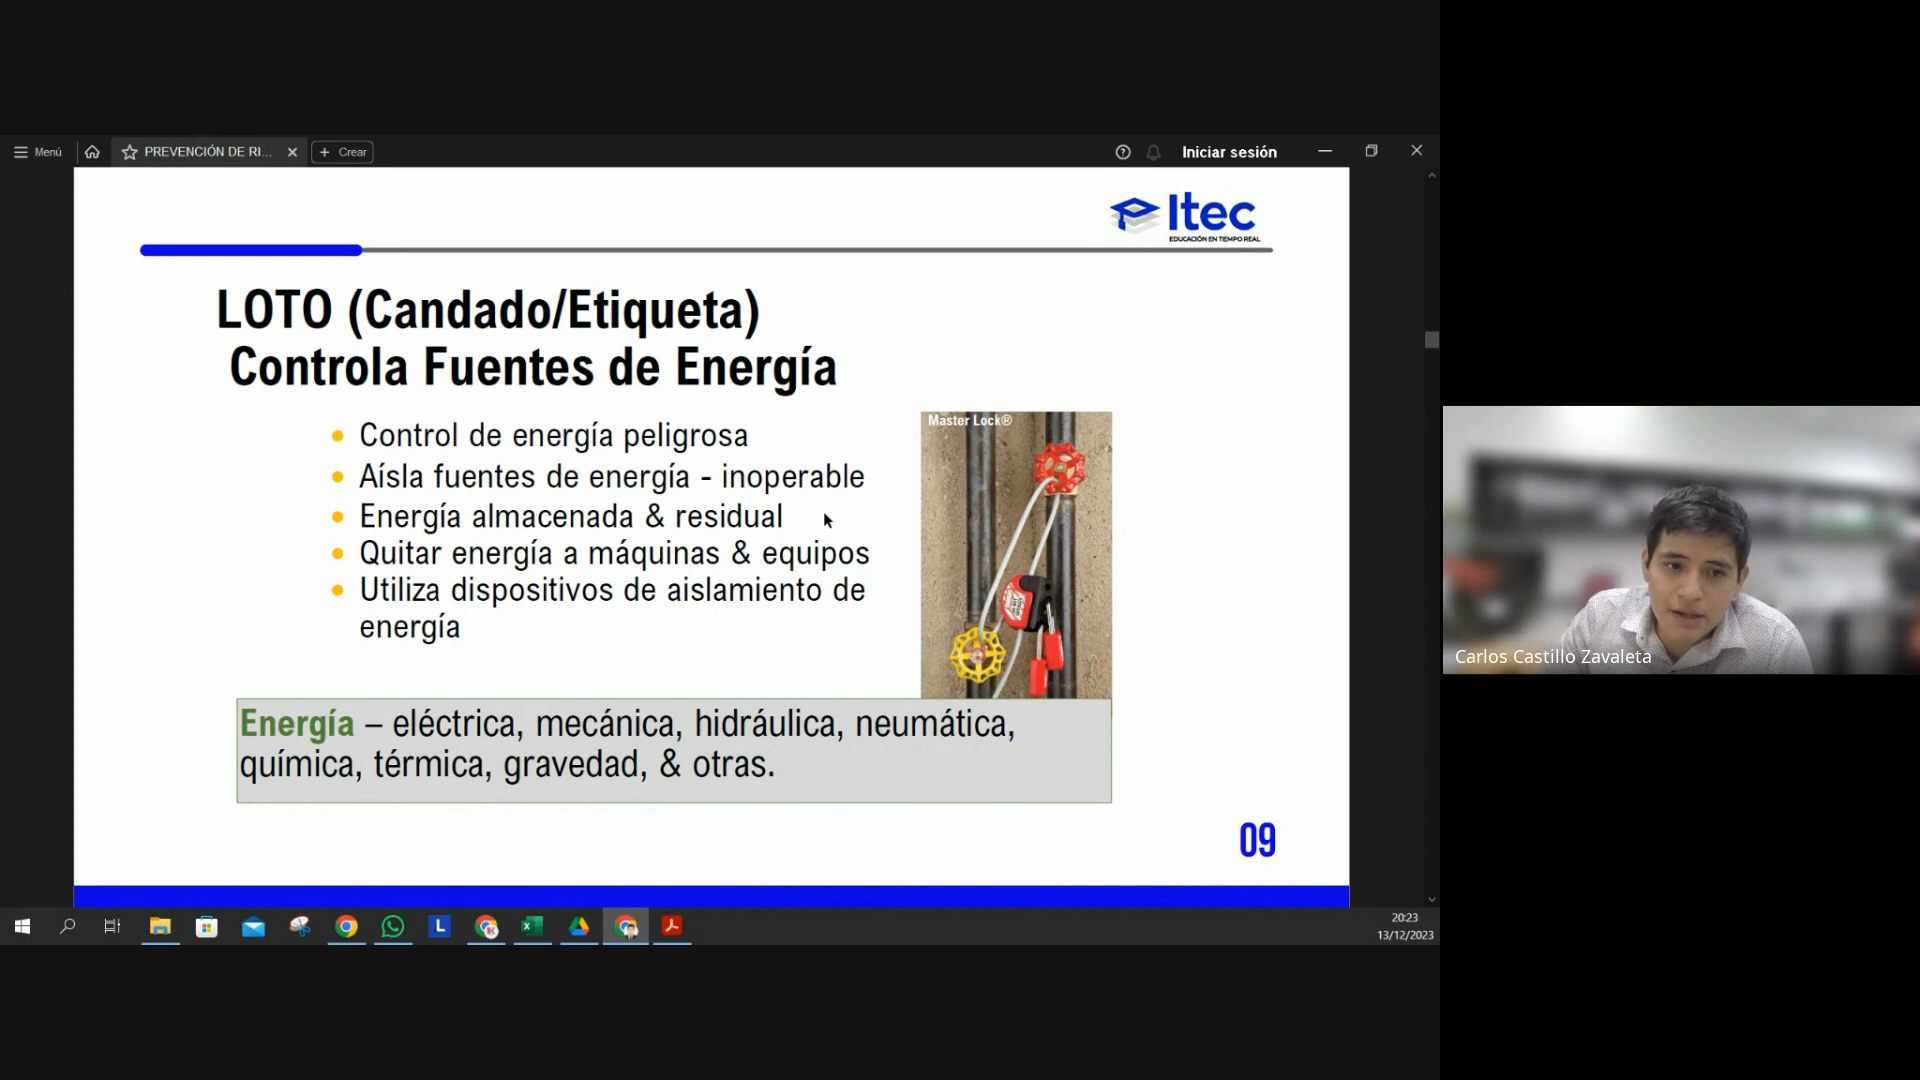 Menú
PREVENCIÓN DE RI...
Crear
Iniciar sesión
Itec
EDUCACIÓN EN TIEMPO REAL
LOTO (Candado/Etiqueta)
Controla Fuentes de Energía
Control de energía peligrosa
Aísla fuentes de energía - inoperable
Energía almacenada & residual
Quitar energía a máquinas & equipos
Utiliza dispositivos de aislamiento de
energía
Master Lock®
Energía – eléctrica, mecánica, hidráulica, neumática,
química, térmica, gravedad, & otras.
09
Carlos Castillo Zavaleta
20:23
13/12/2023